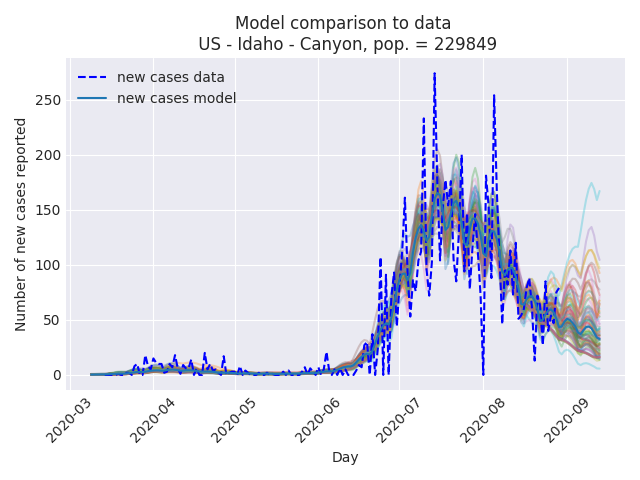 Model comparison to data
US - Idaho - Canyon, pop. = 229849
new cases data
new cases model
Number of new cases reported
250
200
150
100
50
0
2020-03
2020-04
2020-05
2020-06
2020-07
2020-08
2020-09
Day